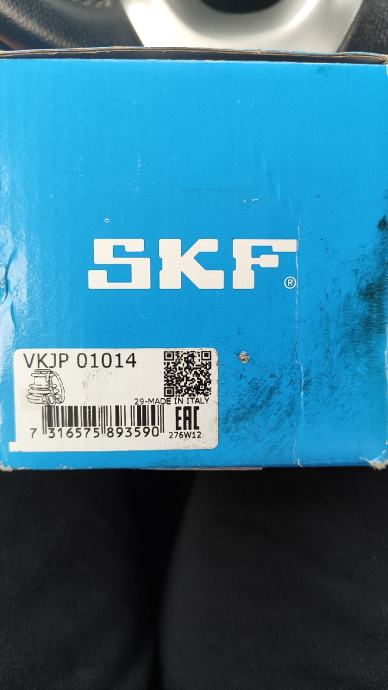 SKF®
VKJP 01014
29-MADE IN ITALY
EAC
7 316575 893590
276W12